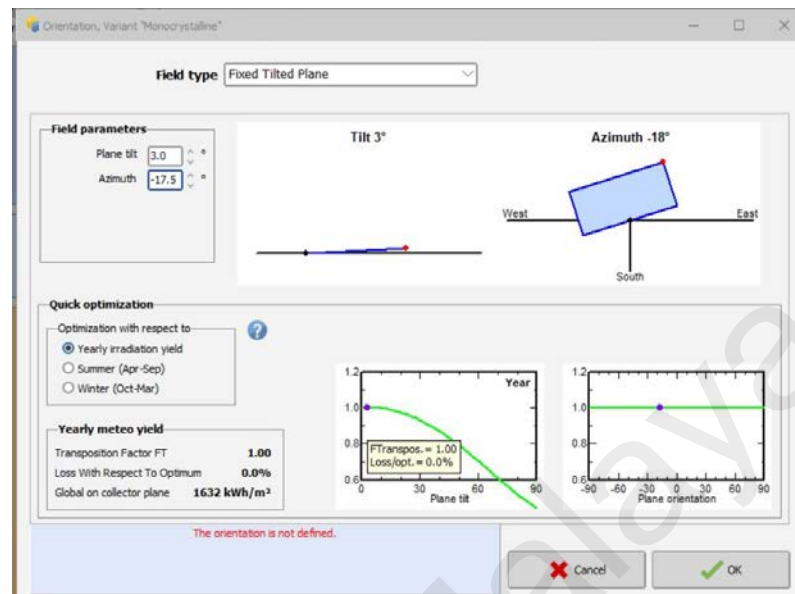 Orientation, Variant "Monocrystalline"
Field type Fixed Tilted Plane
Field parameters
Plane tilt 3.0 °
Azimuth -17.5 °
Tilt 3°
Azimuth -18°
West East
South
Quick optimization
Optimization with respect to
Yearly irradiation yield
Summer (Apr-Sep)
Winter (Oct-Mar)
?
Yearly meteo yield
Transposition Factor FT 1.00
Loss With Respect To Optimum 0.0%
Global on collector plane 1632 kWh/m²
1.2
Year
1.0
0.8
FTranspos.= 1.00
Loss/opt.= 0.0%
0.6
0 30 60 90
Plane tilt
1.2
1.0
0.8
0.6
-90 -60 -30 0 30 60 90
Plane orientation
The orientation is not defined.
Cancel OK
alaya